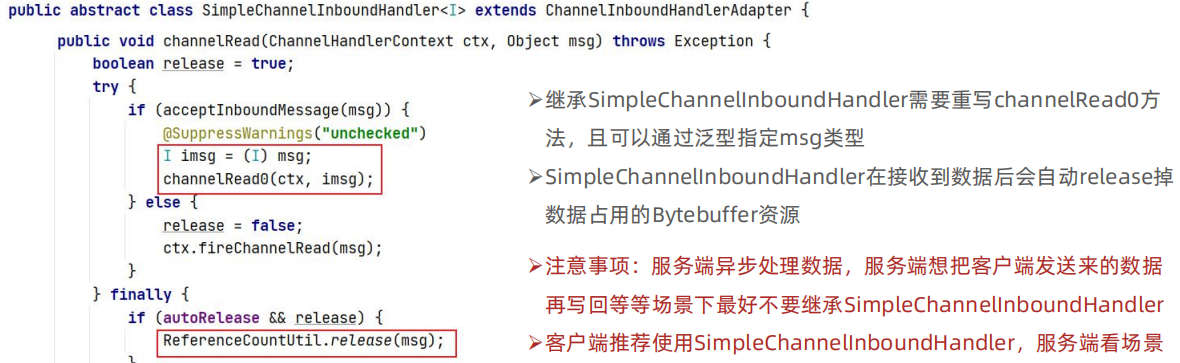 public abstract class SimpleChannelInboundHandler<I> extends ChannelInboundHandlerAdapter {
public void channelRead(ChannelHandlerContext ctx, Object msg) throws Exception {
boolean release = true;
try {
if (acceptInboundMessage(msg)) {
@SuppressWarnings("unchecked")
I imsg = (I) msg;
channelRead0(ctx, imsg);
} else {
release = false;
ctx.fireChannelRead(msg);
}
} finally {
if (autoRelease && release) {
ReferenceCountUtil.release(msg);
}
➢继承SimpleChannelInboundHandler需要重写channelRead0方
法，且可以通过泛型指定msg类型
➢SimpleChannelInboundHandler在接收到数据后会自动release掉
数据占用的Bytebuffer资源
➢注意事项：服务端异步处理数据，服务端想把客户端发送来的数据
再写回等等场景下最好不要继承SimpleChannelInboundHandler
➢客户端推荐使用SimpleChannelInboundHandler，服务端看场景